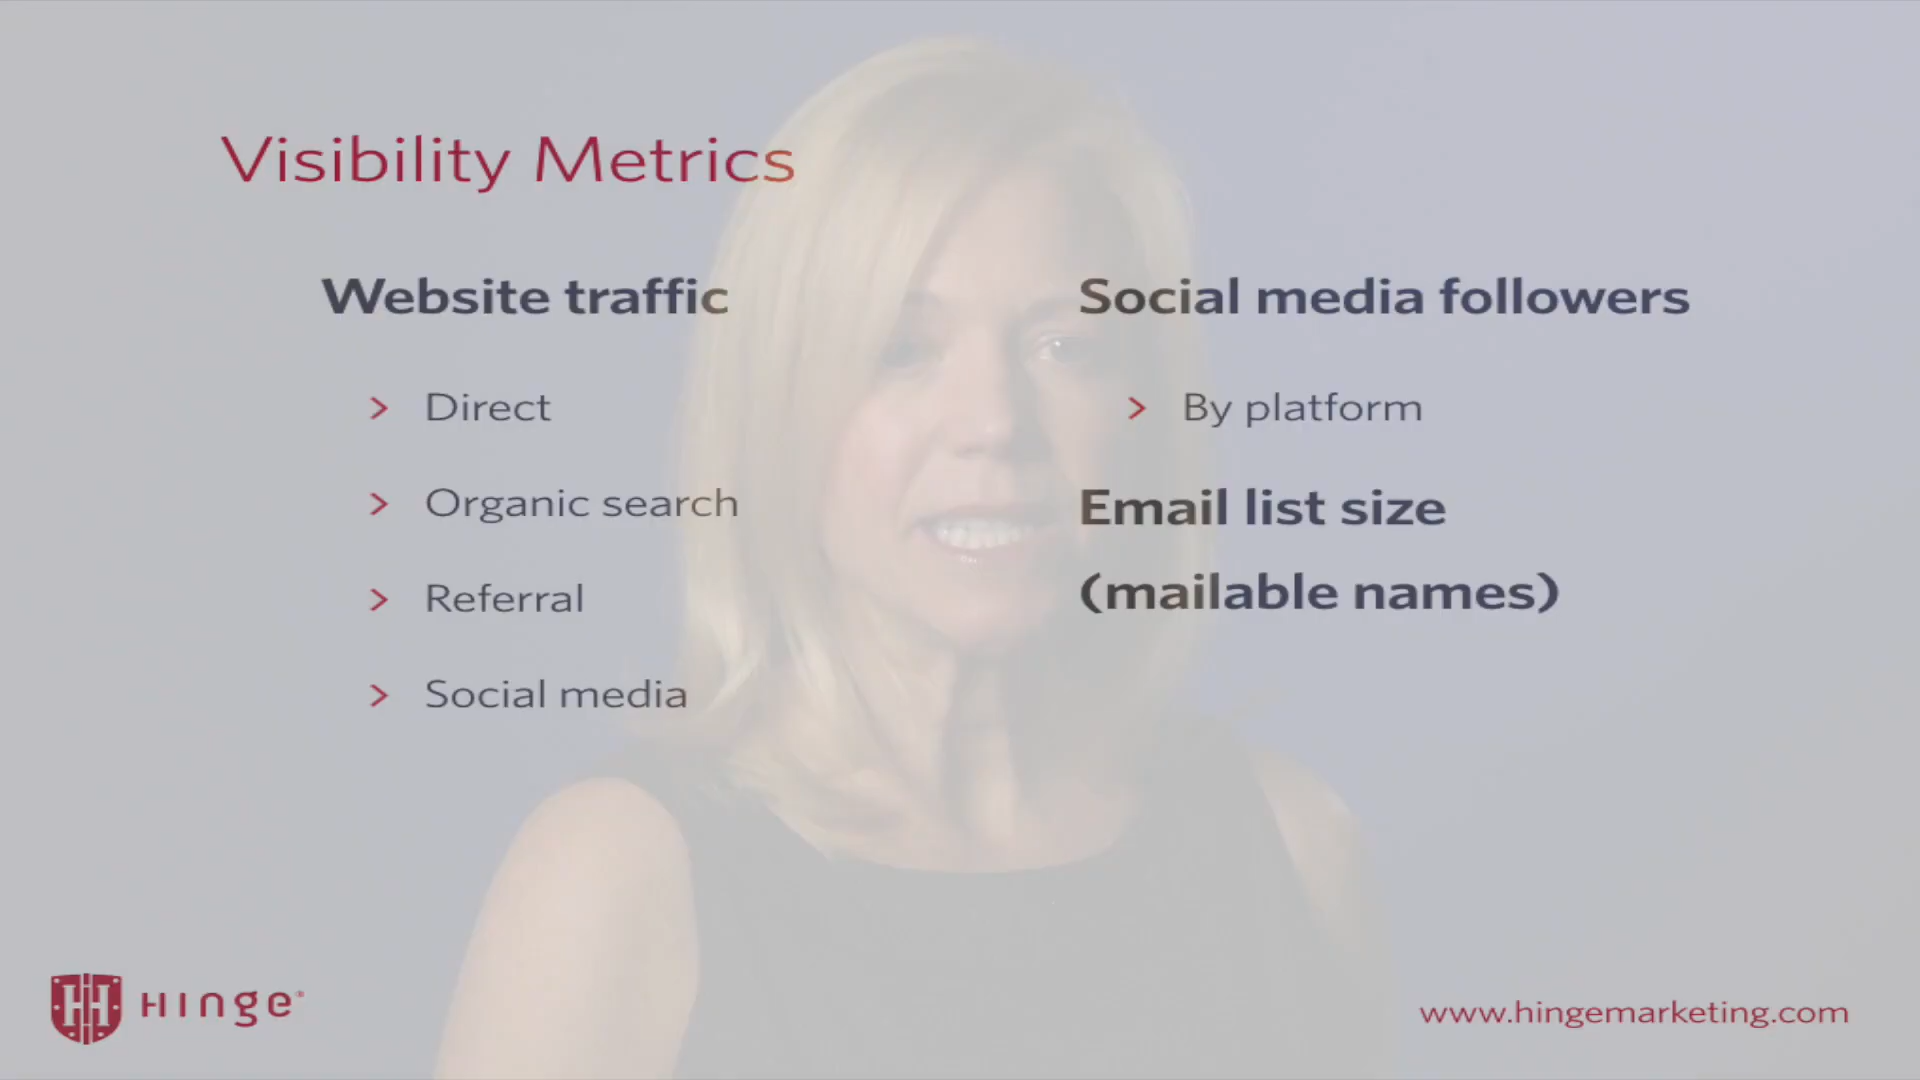 Visibility Metrics
Website traffic
> Direct
> Organic search
> Referral
> Social media
Social media followers
> By platform
Email list size
(mailable names)
Hinge®
www.hingemarketing.com